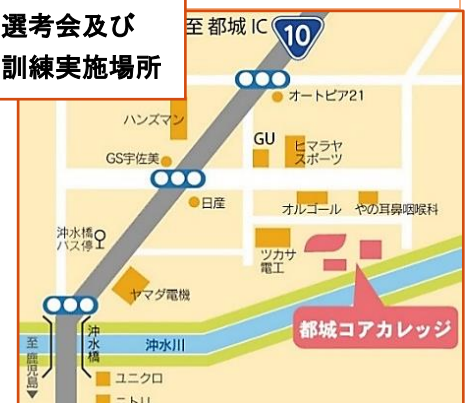 選考会及び
訓練実施場所
至 都城 IC
10
オートピア21
ハンズマン
GU
ヒマラヤ
スポーツ
GS宇佐美
日産
オルゴール
やの耳鼻咽喉科
沖水橋
バス停
ツカサ
電工
ヤマダ電機
都城コアカレッジ
至 鹿児島▼
沖水橋
沖水川
ユニクロ
ニトリ